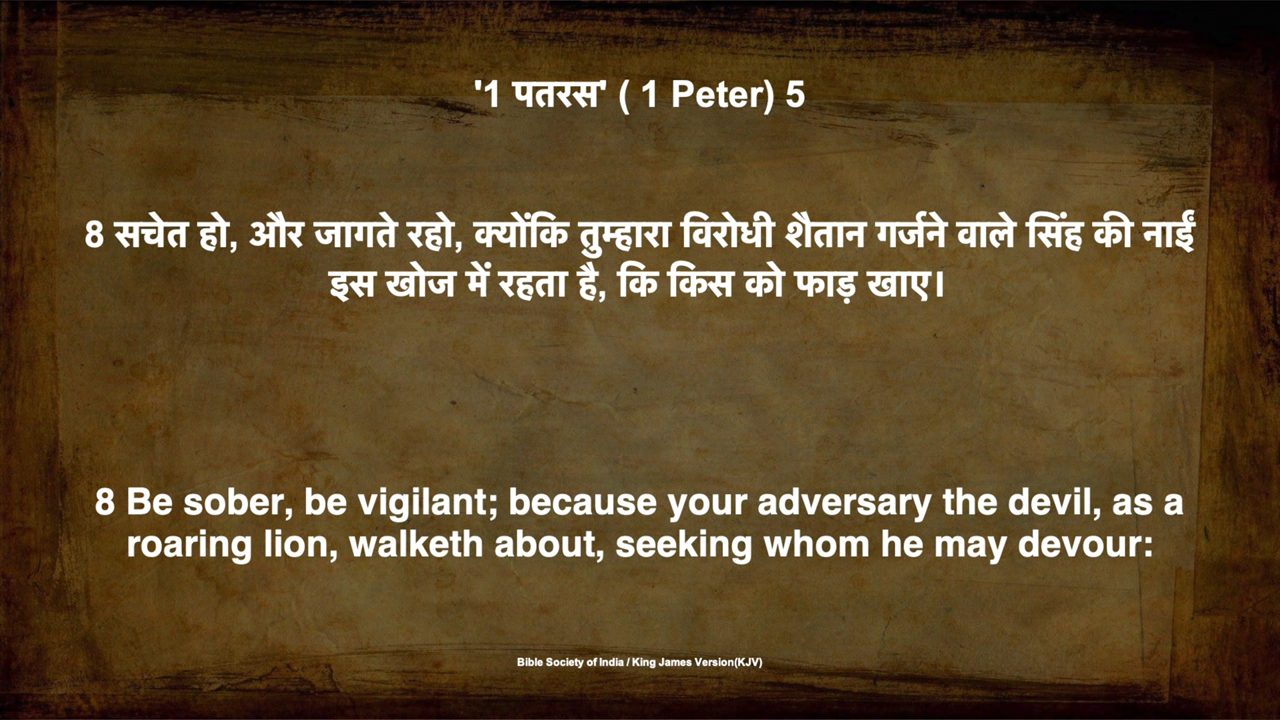 '1 पतरस' ( 1 Peter) 5
8 सचेत हो, और जागते रहो, क्योंकि तुम्हारा विरोधी शैतान गर्जने वाले सिंह की नाईं
इस खोज में रहता है, कि किस को फाड़ खाए।
8 Be sober, be vigilant; because your adversary the devil, as a
roaring lion, walketh about, seeking whom he may devour:
Bible Society of India / King James Version(KJV)